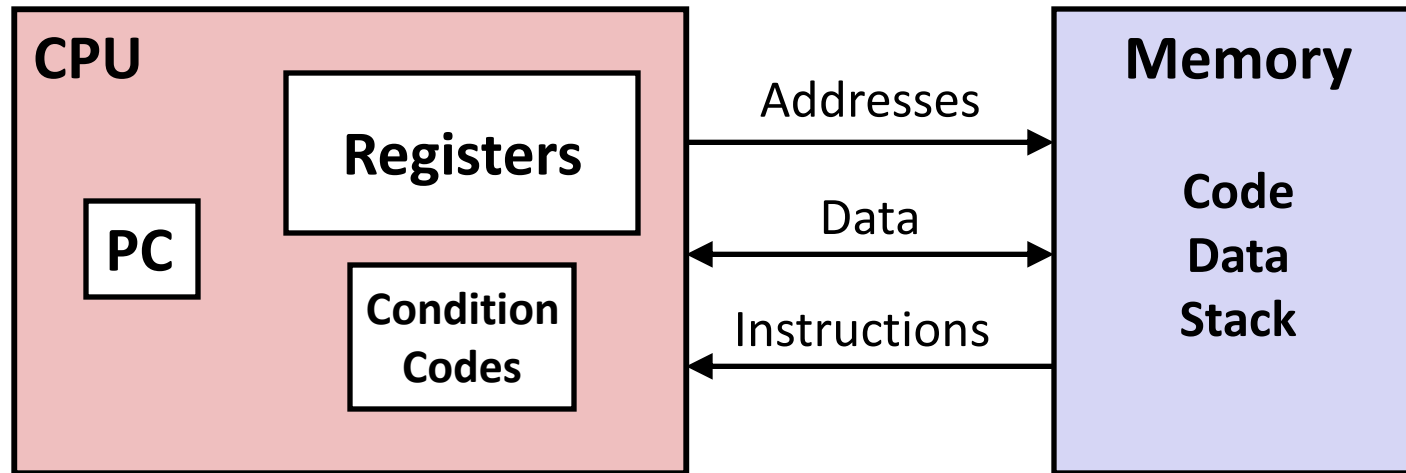 CPU
Registers
PC
Condition
Codes
Addresses
Data
Instructions
Memory
Code
Data
Stack